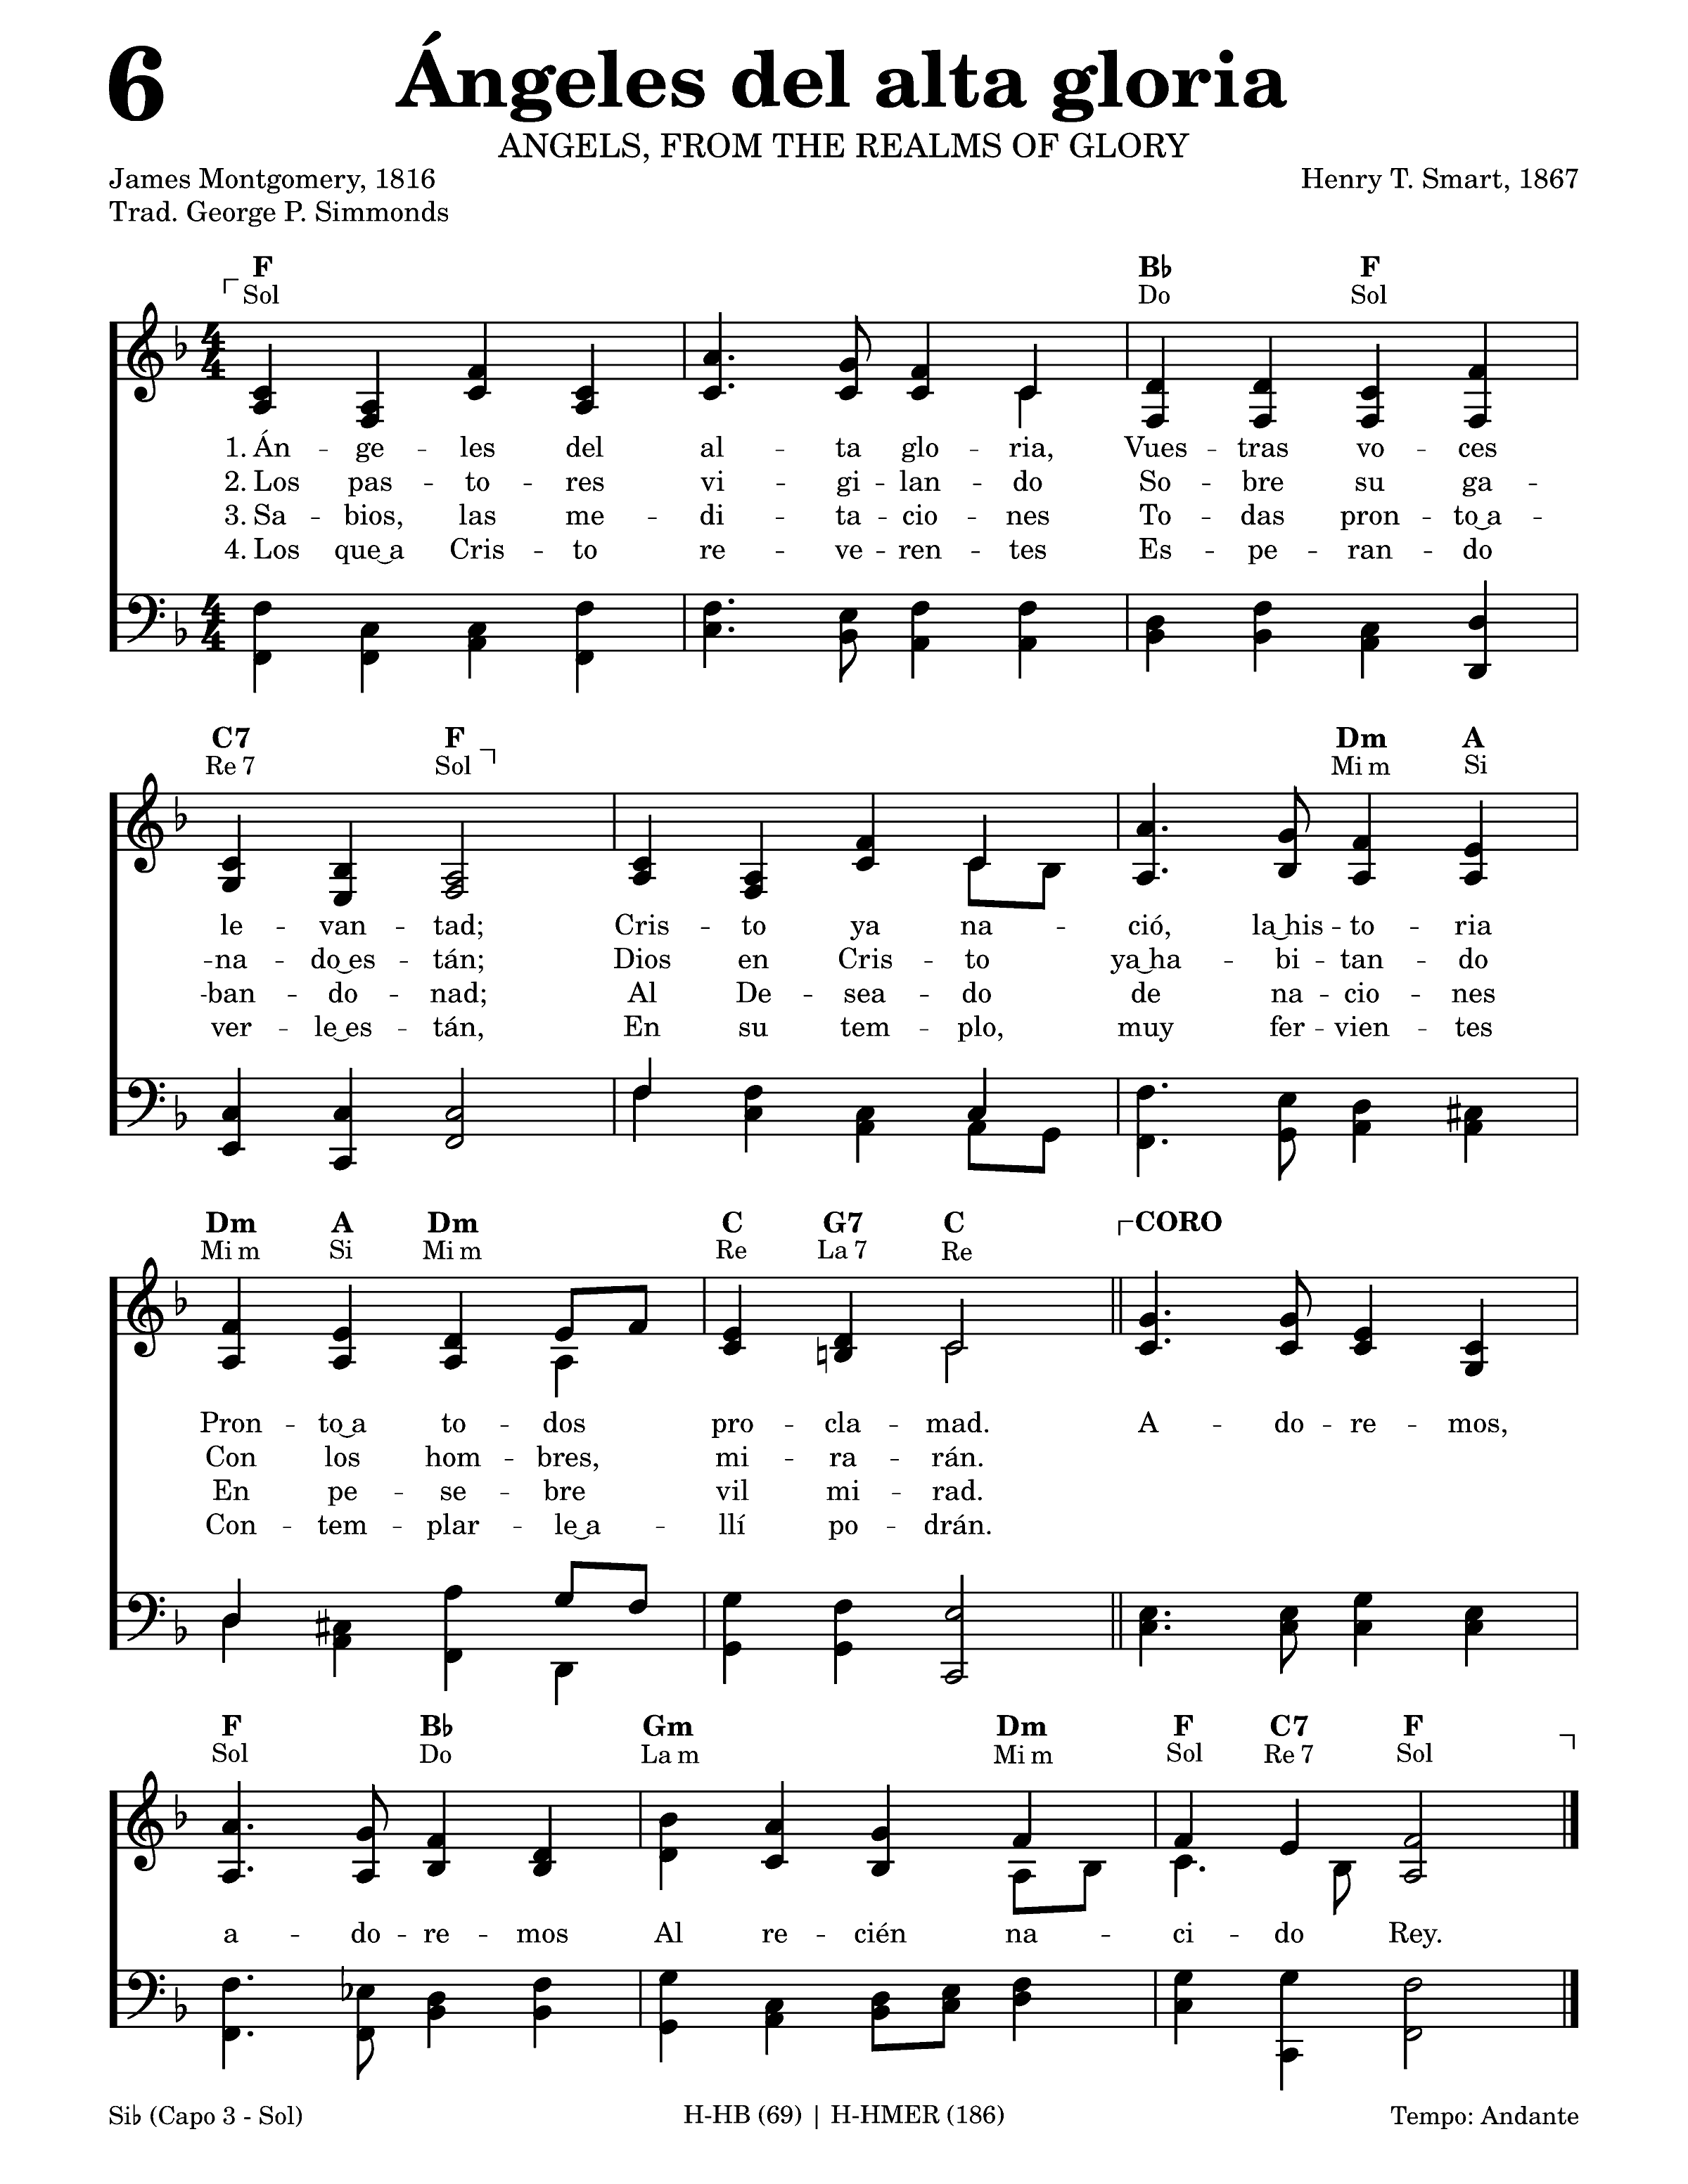 6 Ángeles del alta gloria
ANGELS, FROM THE REALMS OF GLORY
James Montgomery, 1816 Henry T. Smart, 1867
Trad. George P. Simmonds
F B♭ F
Sol Do Sol
1. Án - ge - les del al - ta glo - ria, Vues - tras vo - ces
2. Los pas - to - res vi - gi - lan - do So - bre su ga -
3. Sa - bios, las me - di - ta - cio - nes To - das pron - to‿a -
4. Los que‿a Cris - to re - ve - ren - tes Es - pe - ran - do
C7 F Dm A
Re 7 Sol Mi m Si
le - van - tad; Cris - to ya na - ció, la‿his - to - ria
-na - do‿es - tán; Dios en Cris - to ya‿ha - bi - tan - do
-ban - do - nad; Al De - sea - do de na - cio - nes
ver - le‿es - tán, En su tem - plo, muy fer - vien - tes
Dm A Dm C G7 C CORO
Mi m Si Mi m Re La 7 Re
Pron - to‿a to - dos pro - cla - mad. A - do - re - mos,
Con los hom - bres, mi - ra - rán.
En pe - se - bre vil mi - rad.
Con - tem - plar - le‿a - llí po - drán.
F B♭ Gm Dm F C7 F
Sol Do La m Mi m Sol Re 7 Sol
a - do - re - mos Al re - cién na - ci - do Rey.
Si♭ (Capo 3 - Sol) H-HB (69) | H-HMER (186) Tempo: Andante